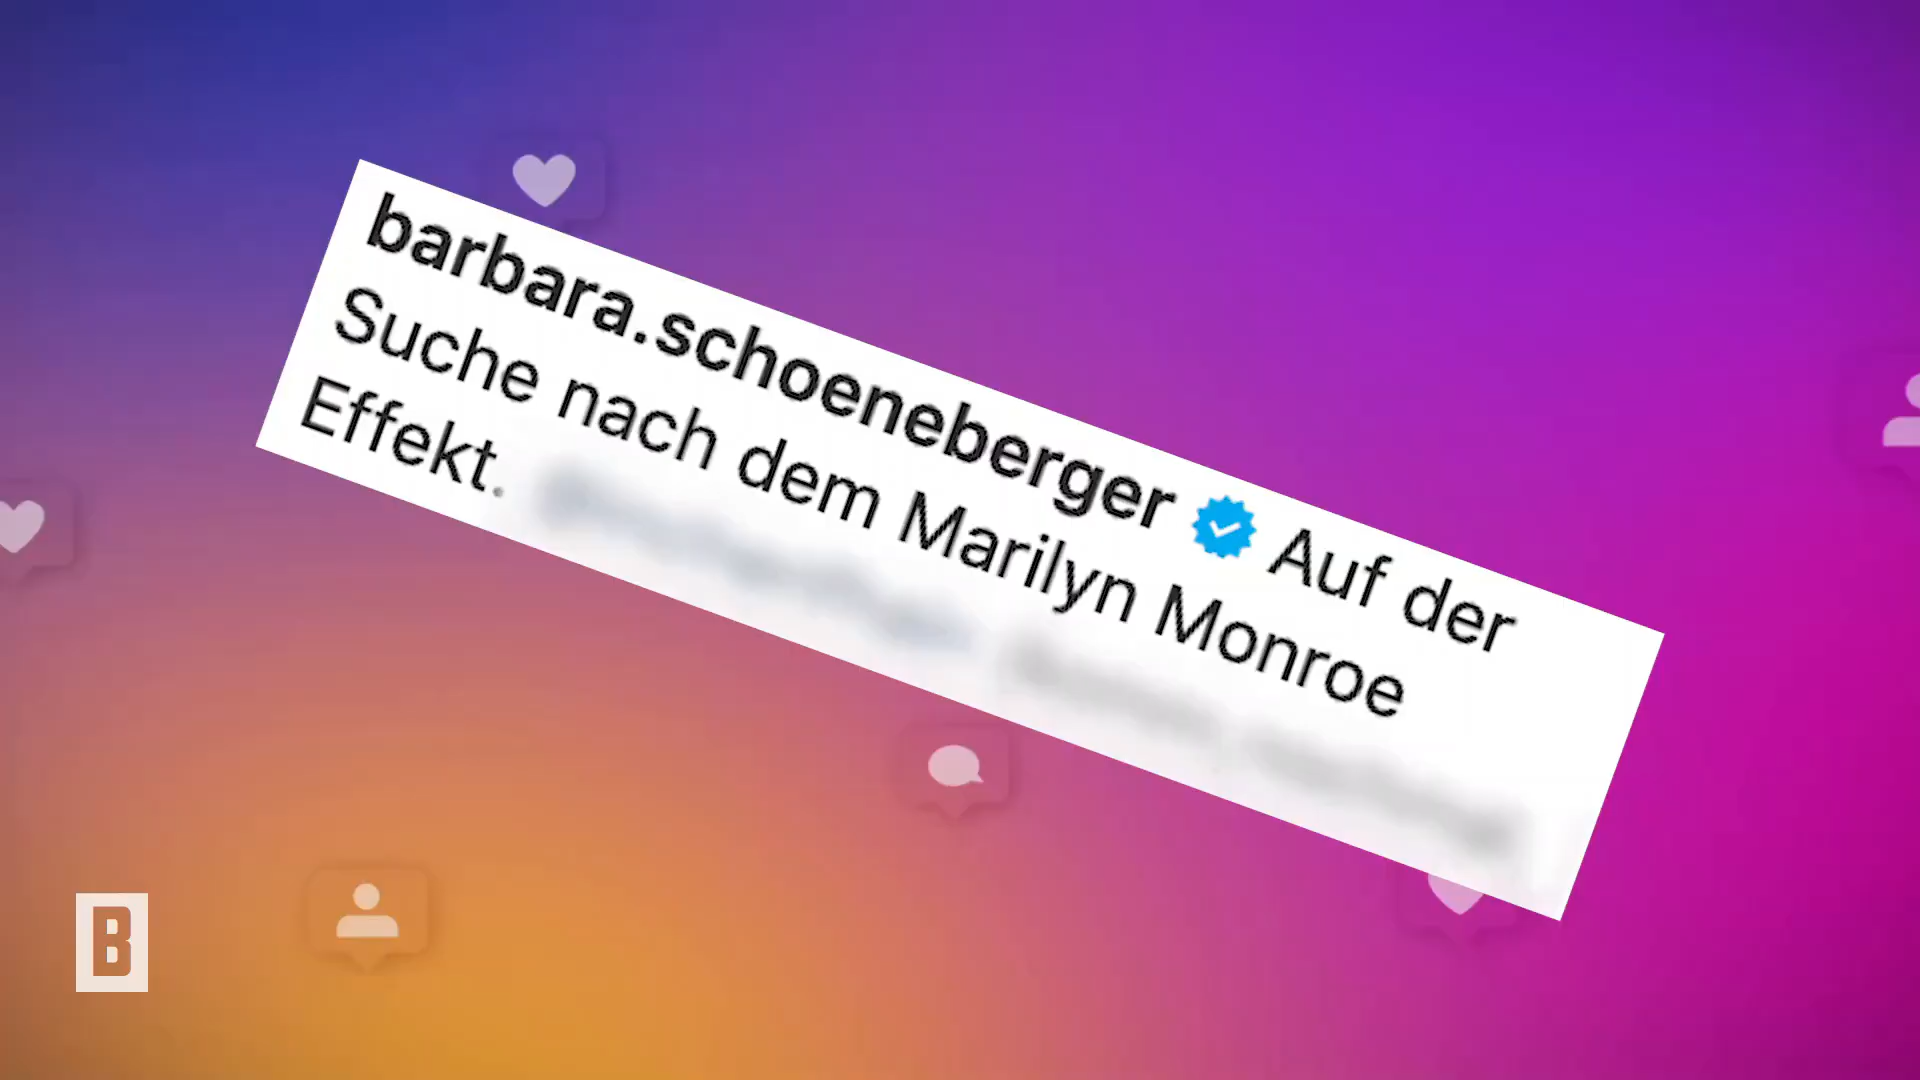 barbara.schoeneberger Auf der
Suche nach dem Marilyn Monroe
Effekt.
B